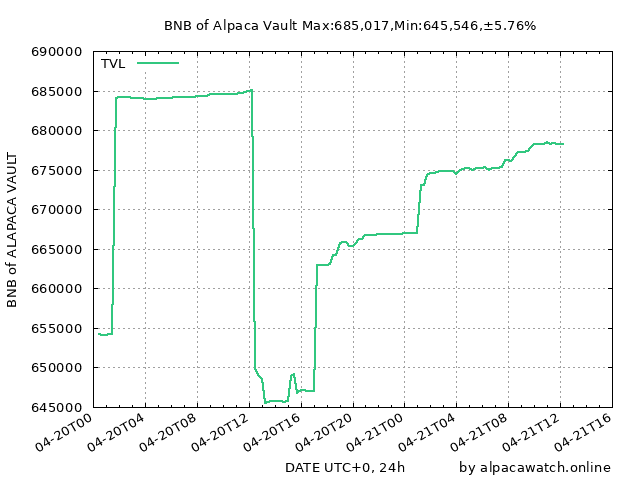 BNB of Alpaca Vault Max:685,017,Min:645,546,±5.76%
TVL
690000
685000
680000
675000
670000
665000
660000
655000
650000
645000
BNB of ALAPACA VAULT
04-20T00
04-20T04
04-20T08
04-20T12
04-20T16
04-20T20
04-21T00
04-21T04
04-21T08
04-21T12
04-21T16
DATE UTC+0, 24h
by alpacawatch.online